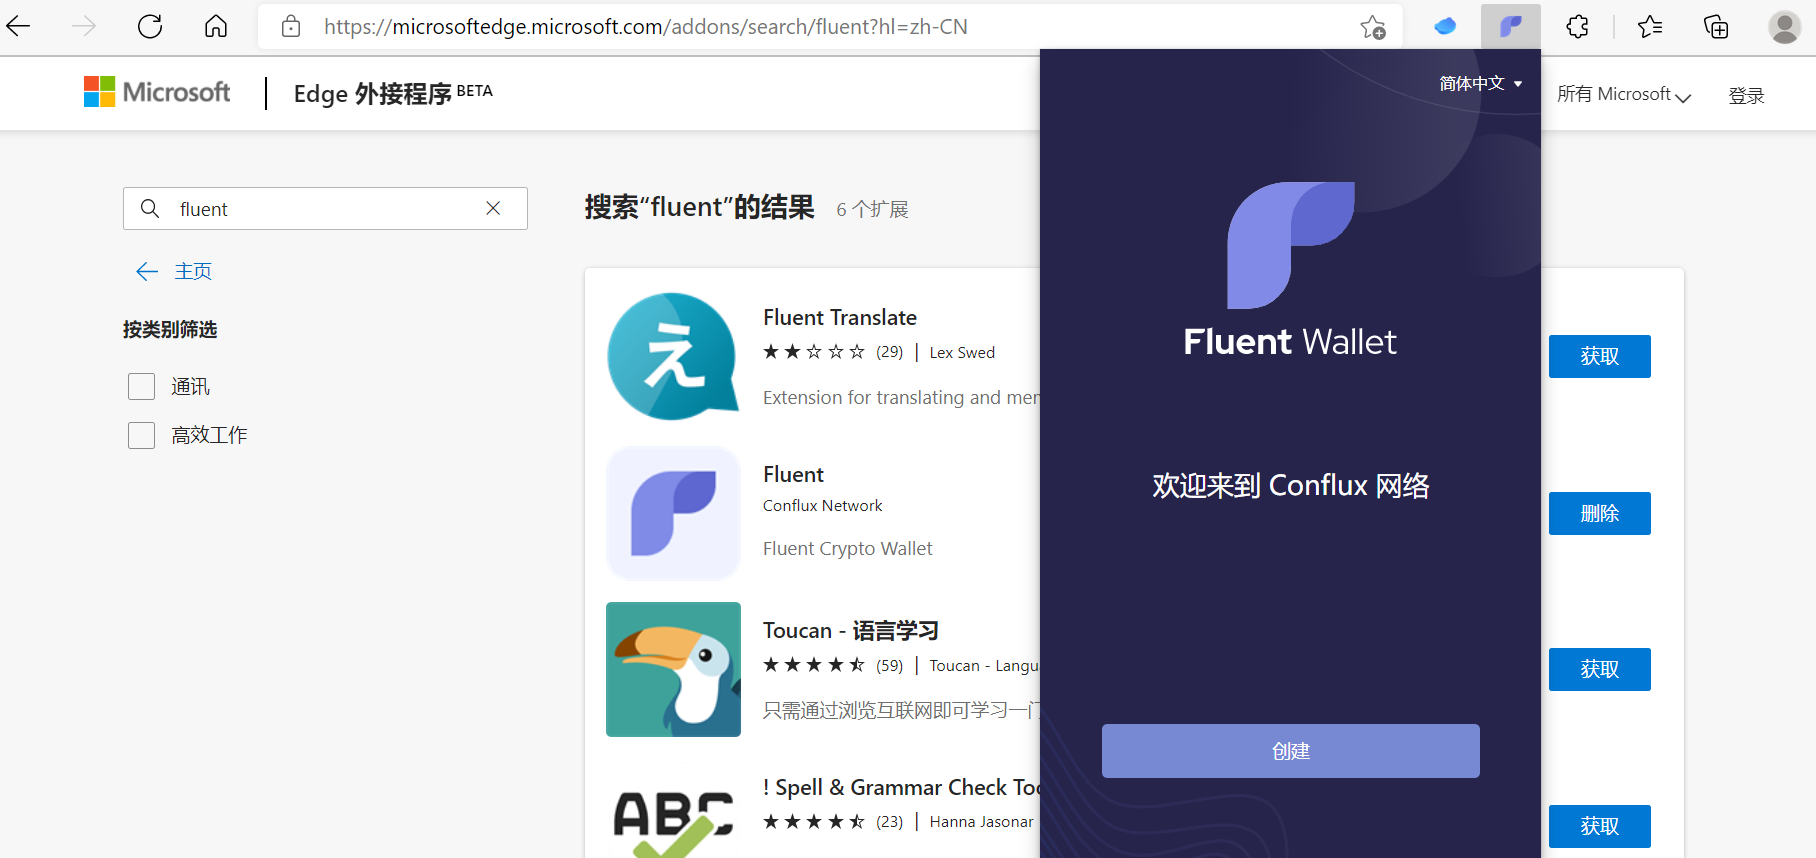 https://microsoftedge.microsoft.com/addons/search/fluent?hl=zh-CN
Microsoft
Edge 外接程序 BETA
简体中文
所有 Microsoft
登录
fluent
搜索“fluent”的结果
6 个扩展
主页
按类别筛选
通讯
高效工作
Fluent Translate
(29) | Lex Swed
Extension for translating and mer
获取
Fluent
Conflux Network
Fluent Crypto Wallet
删除
Toucan - 语言学习
(59) | Toucan - Langu
只需通过浏览互联网即可学习一门
获取
ABC
! Spell & Grammar Check Too
(23) | Hanna Jasonar
获取
Fluent Wallet
欢迎来到 Conflux 网络
创建